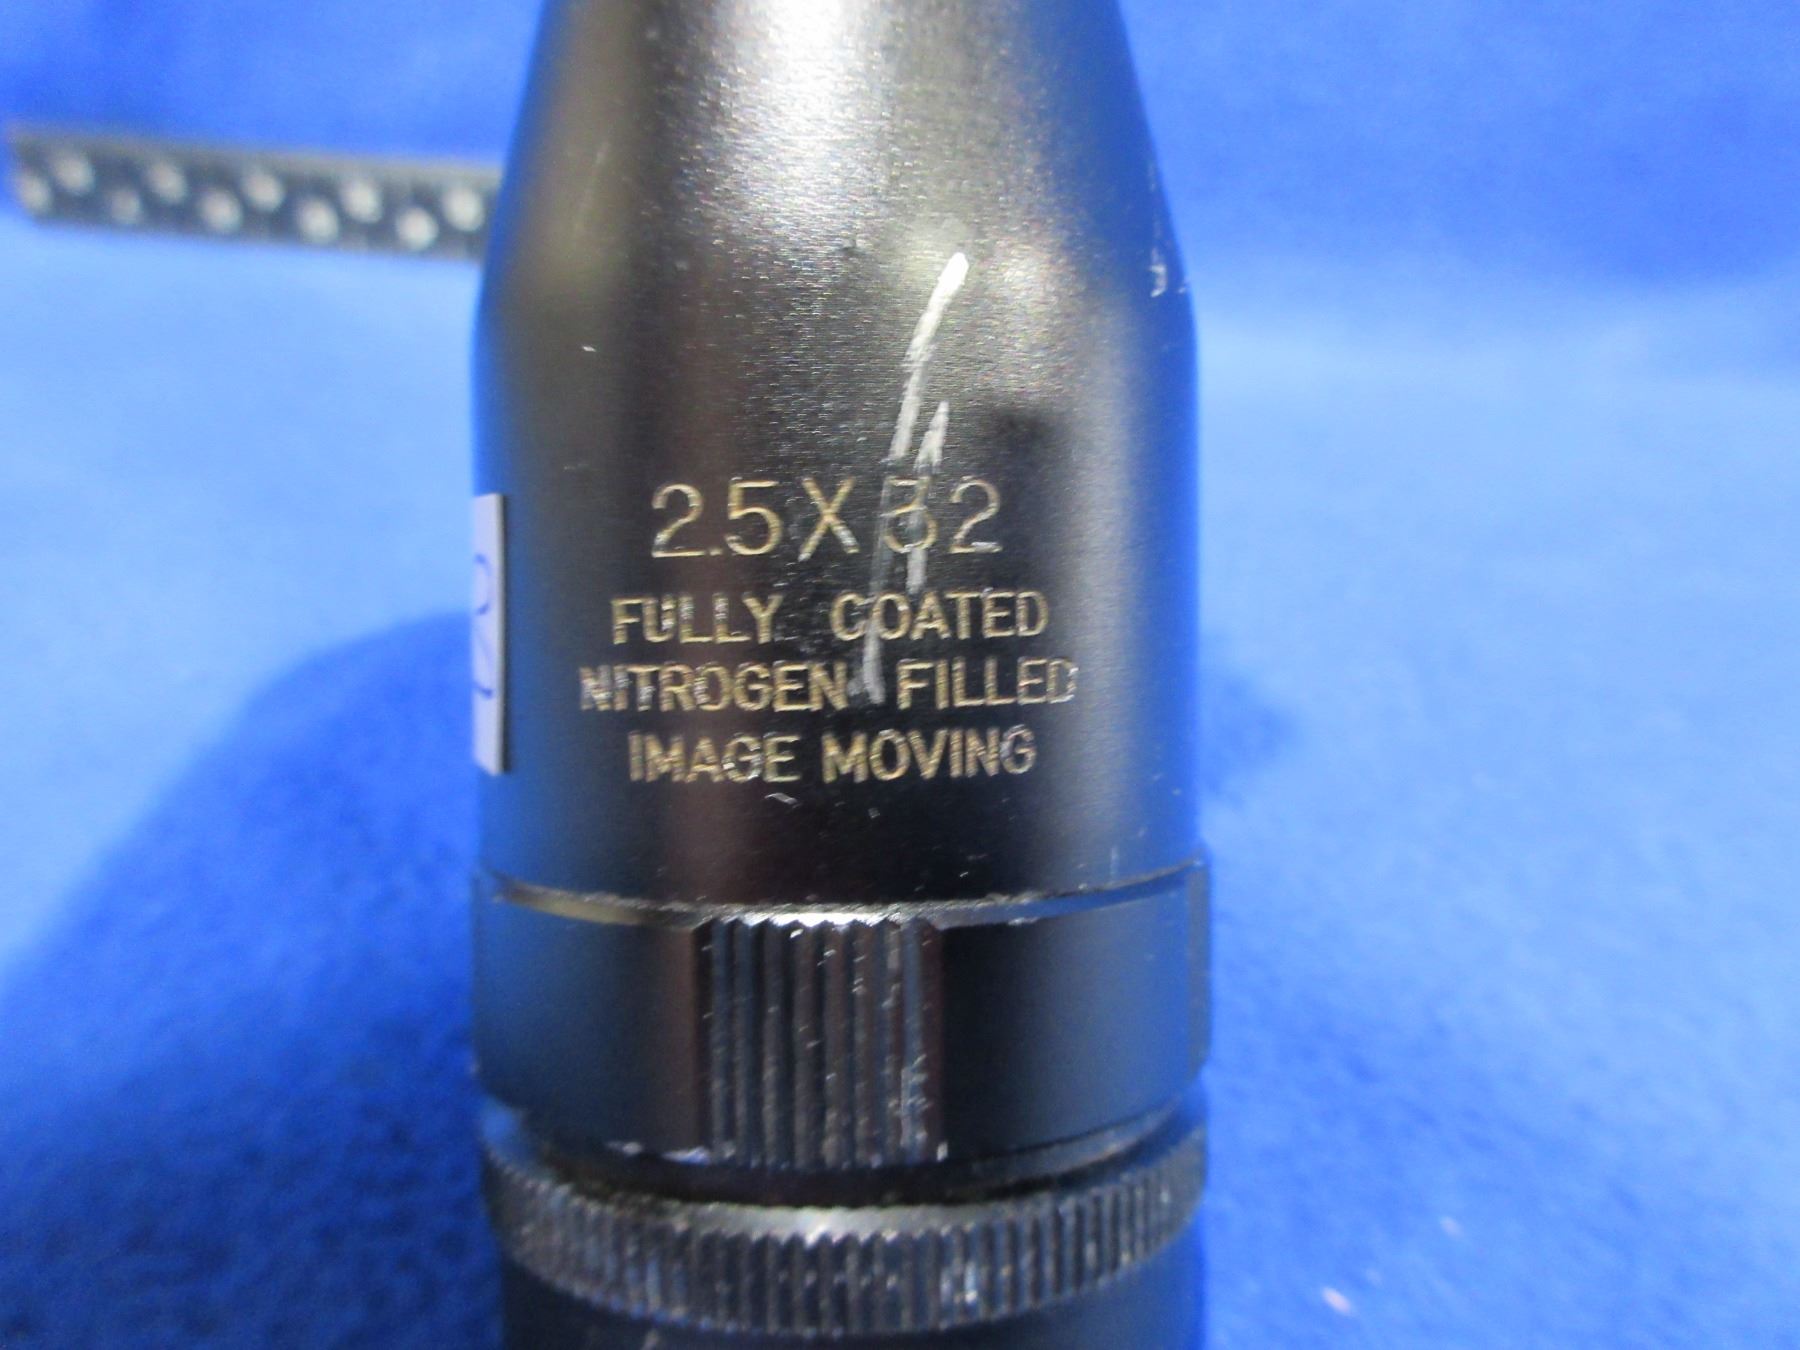 2.5X32
FULLY COATED
NITROGEN FILLED
IMAGE MOVING